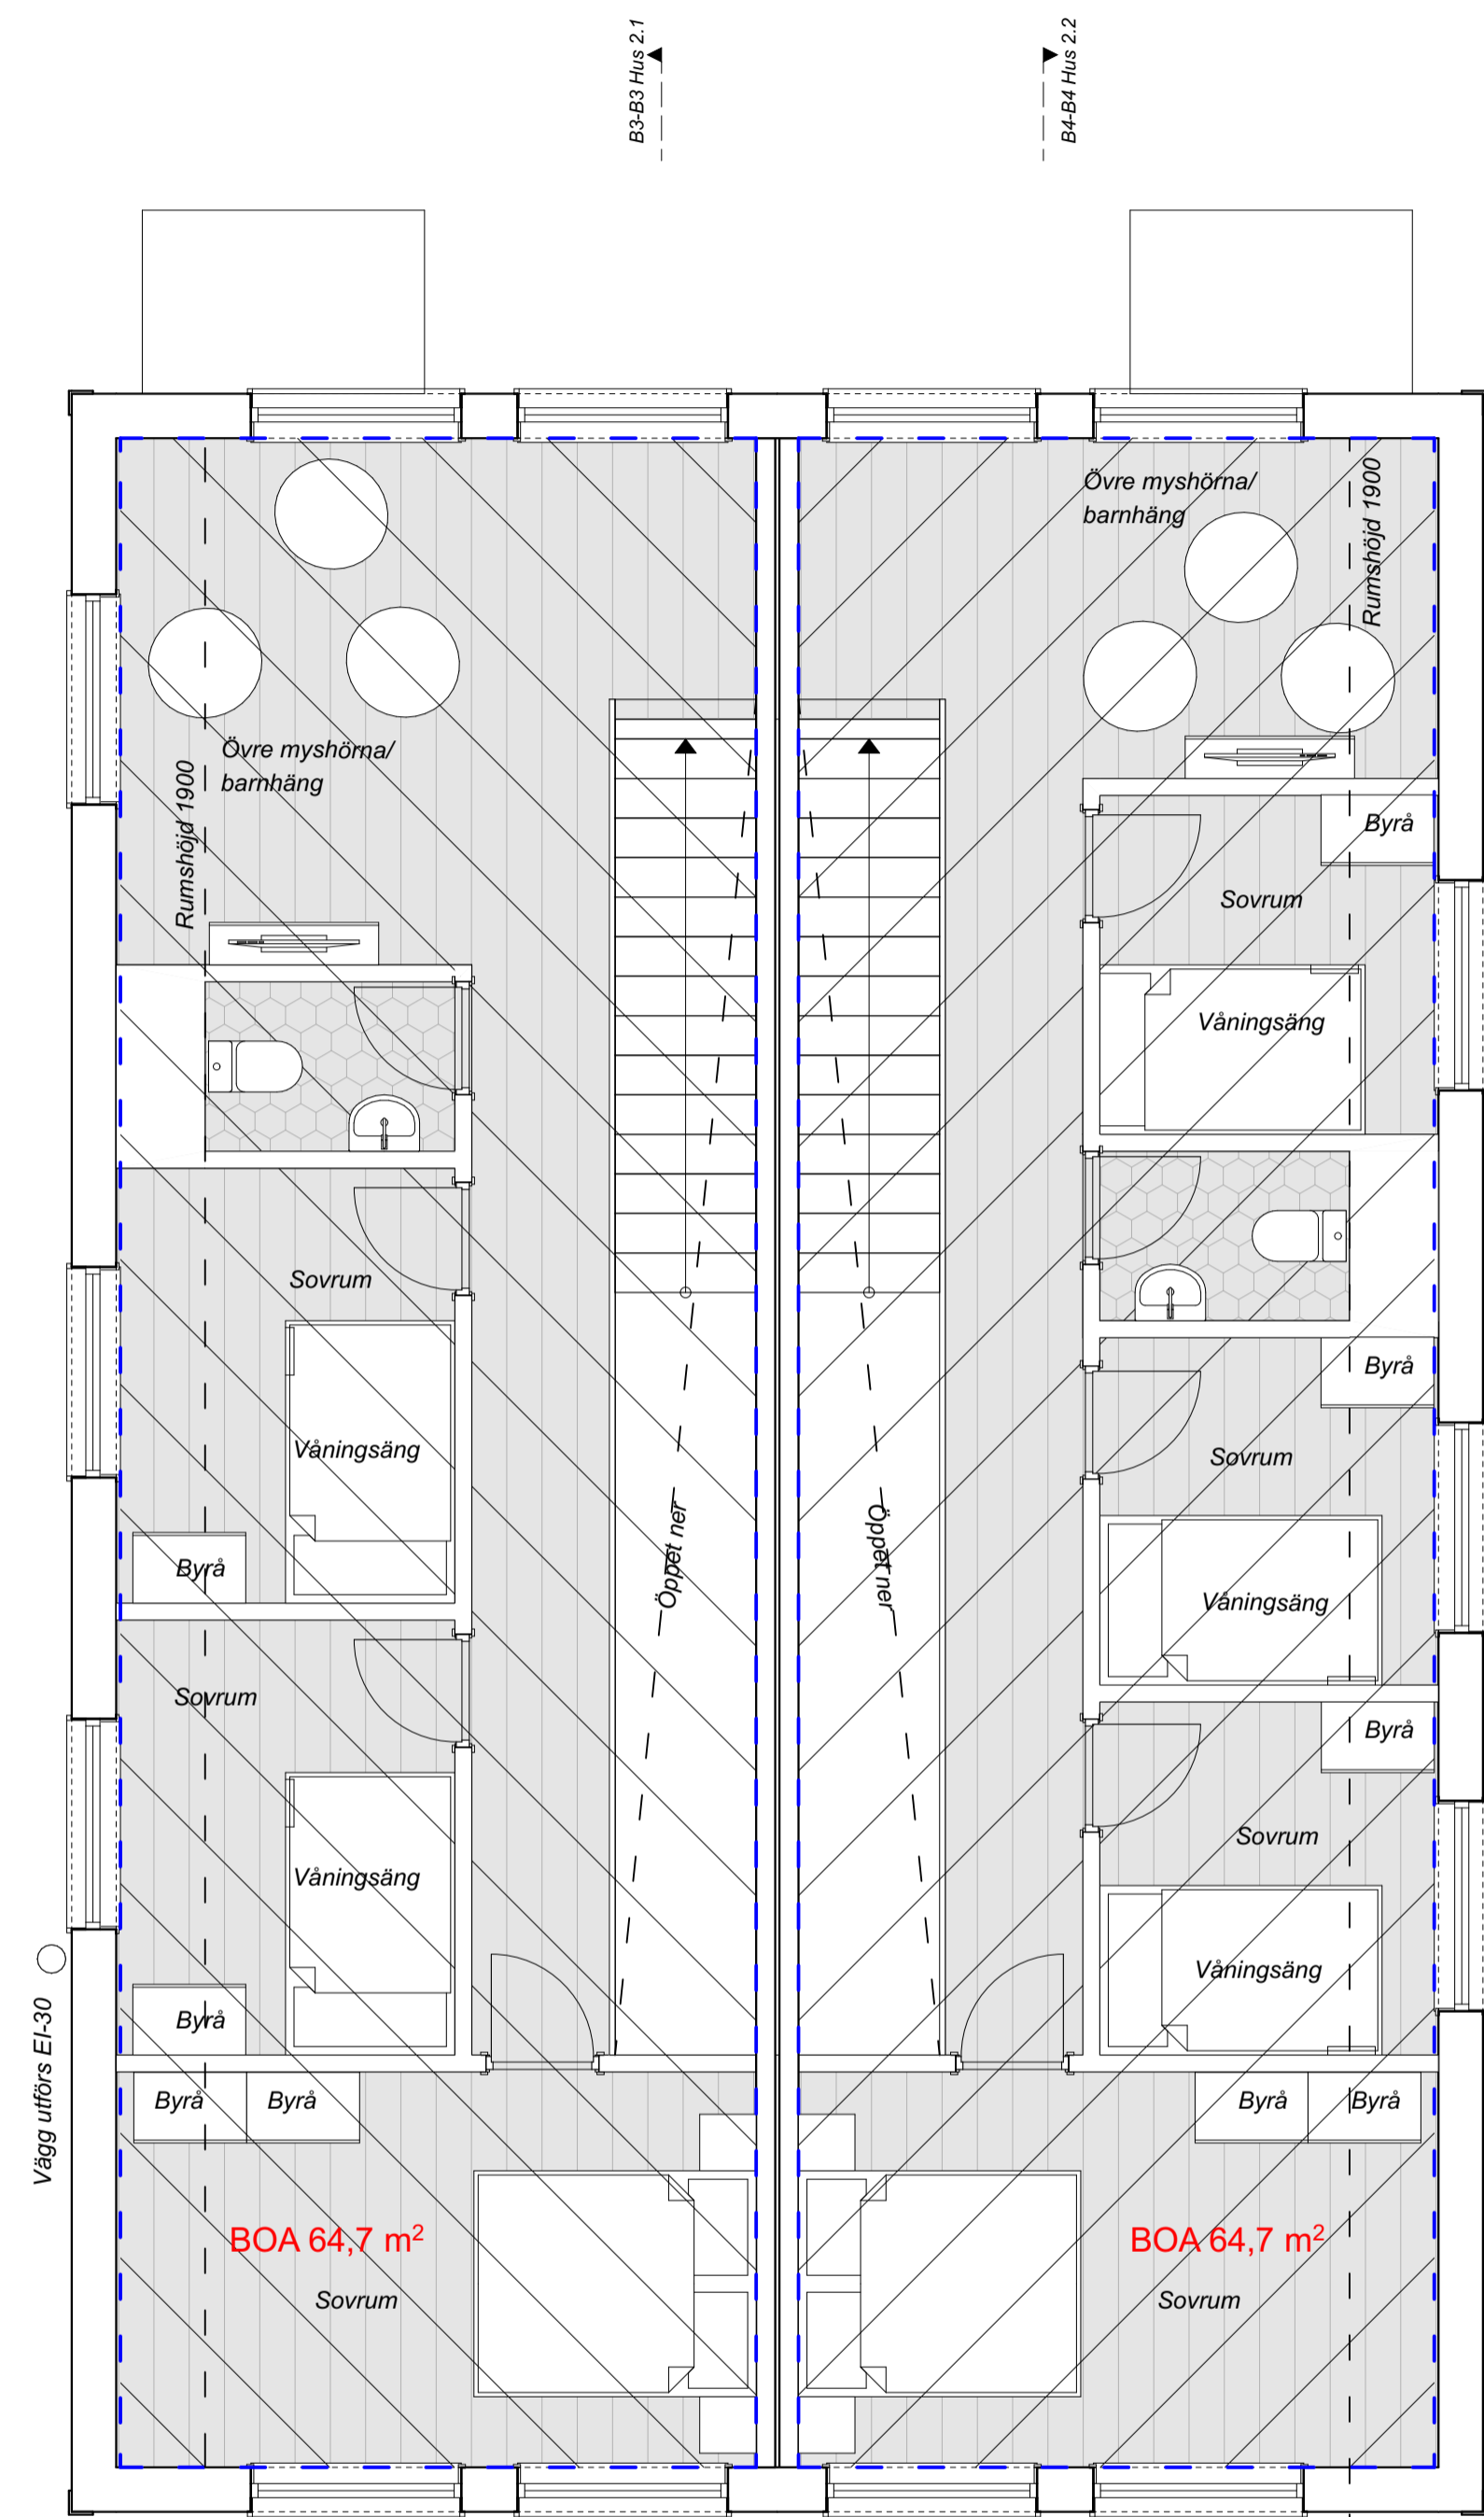 B3-B3 Hus 2.1
B4-B4 Hus 2.2
Övre myshörna/
barnhäng
Rumshöjd 1900
Övre myshörna/
barnhäng
Rumshöjd 1900
Byrå
Sovrum
Våningsäng
Sovrum
Byrå
Våningsäng
Sovrum
Öppet ner
Öppet ner
Byrå
Våningsäng
Sovrum
Byrå
Sovrum
Våningsäng
Våningsäng
Byrå
Vägg utförs EI-30
Byrå
Byrå
Byrå
Byrå
BOA 64,7 m²
BOA 64,7 m²
Sovrum
Sovrum